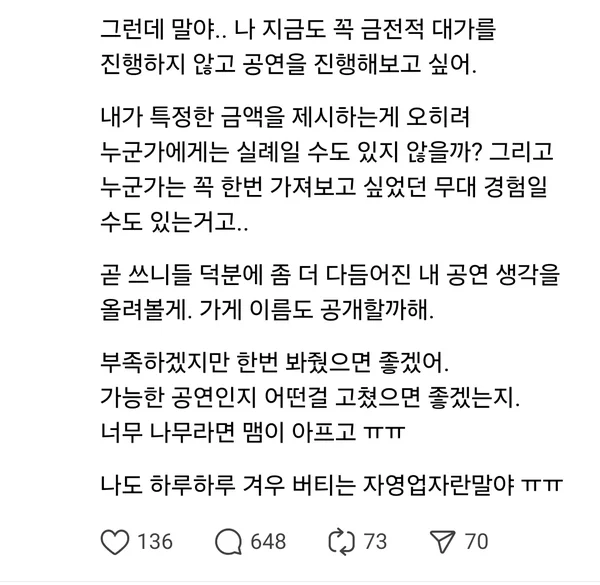 그런데 말야.. 나 지금도 꼭 금전적 대가를
진행하지 않고 공연을 진행해보고 싶어.
내가 특정한 금액을 제시하는게 오히려
누군가에게는 실례일 수도 있지 않을까? 그리고
누군가는 꼭 한번 가져보고 싶었던 무대 경험일
수도 있는거고..
곧 쓰니들 덕분에 좀 더 다듬어진 내 공연 생각을
올려볼게. 가게 이름도 공개할까해.
부족하겠지만 한번 봐줬으면 좋겠어.
가능한 공연인지 어떤걸 고쳤으면 좋겠는지.
너무 나무라면 맴이 아프고 ㅠㅠ
나도 하루하루 겨우 버티는 자영업자란말야 ㅠㅠ
136 648 73 70